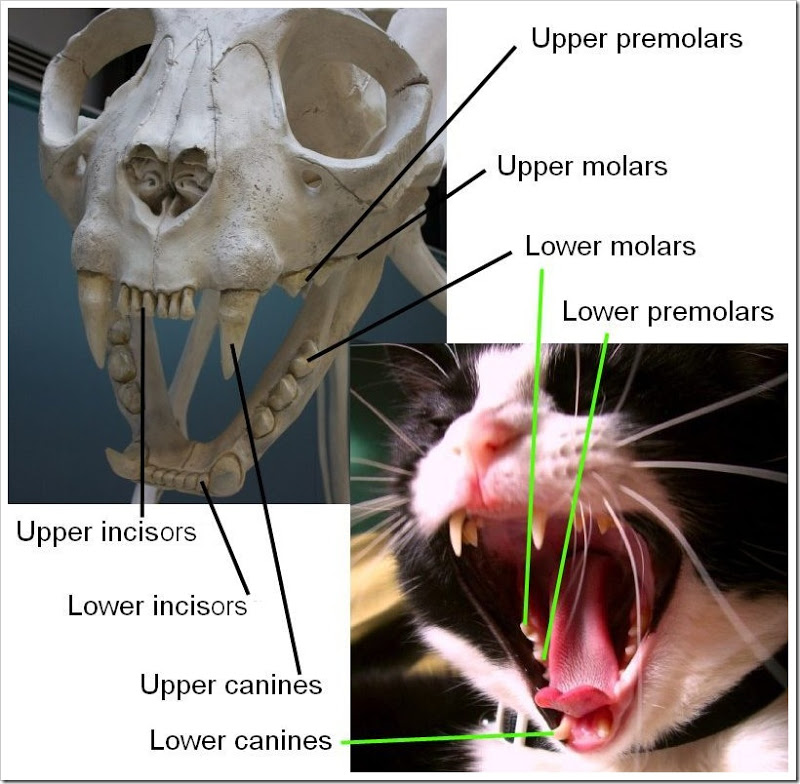 Upper premolars
Upper molars
Lower molars
Lower premolars
Upper incisors
Lower incisors
Upper canines
Lower canines